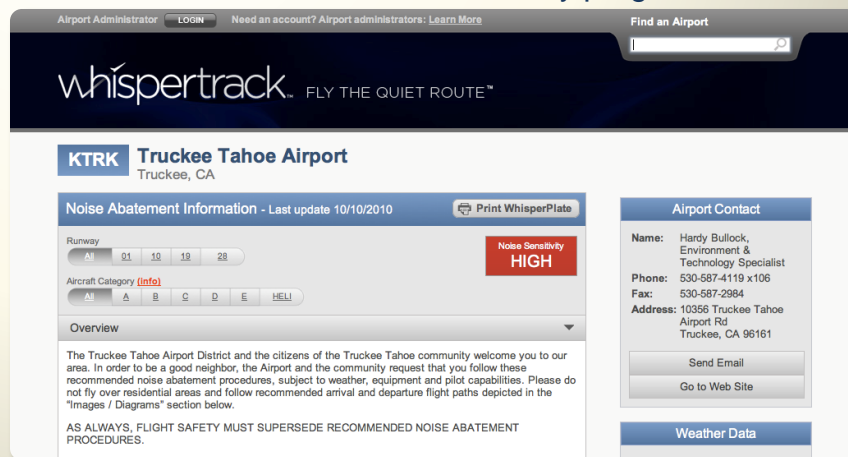 Airport Administrator LOGIN Need an account? Airport administrators: Learn More
Find an Airport
whispertrack™ FLY THE QUIET ROUTE™
KTRK Truckee Tahoe Airport
Truckee, CA
Noise Abatement Information - Last update 10/10/2010
Print WhisperPlate
Runway
All 01 10 19 28
Noise Sensitivity
HIGH
Aircraft Category (info)
All A B C D E HELI
Overview
The Truckee Tahoe Airport District and the citizens of the Truckee Tahoe community welcome you to our
area. In order to be a good neighbor, the Airport and the community request that you follow these
recommended noise abatement procedures, subject to weather, equipment and pilot capabilities. Please do
not fly over residential areas and follow recommended arrival and departure flight paths depicted in the
"Images / Diagrams" section below.
AS ALWAYS, FLIGHT SAFETY MUST SUPERSEDE RECOMMENDED NOISE ABATEMENT
PROCEDURES.
Airport Contact
Name: Hardy Bullock,
Environment &
Technology Specialist
Phone: 530-587-4119 x106
Fax: 530-587-2984
Address: 10356 Truckee Tahoe
Airport Rd
Truckee, CA 96161
Send Email
Go to Web Site
Weather Data